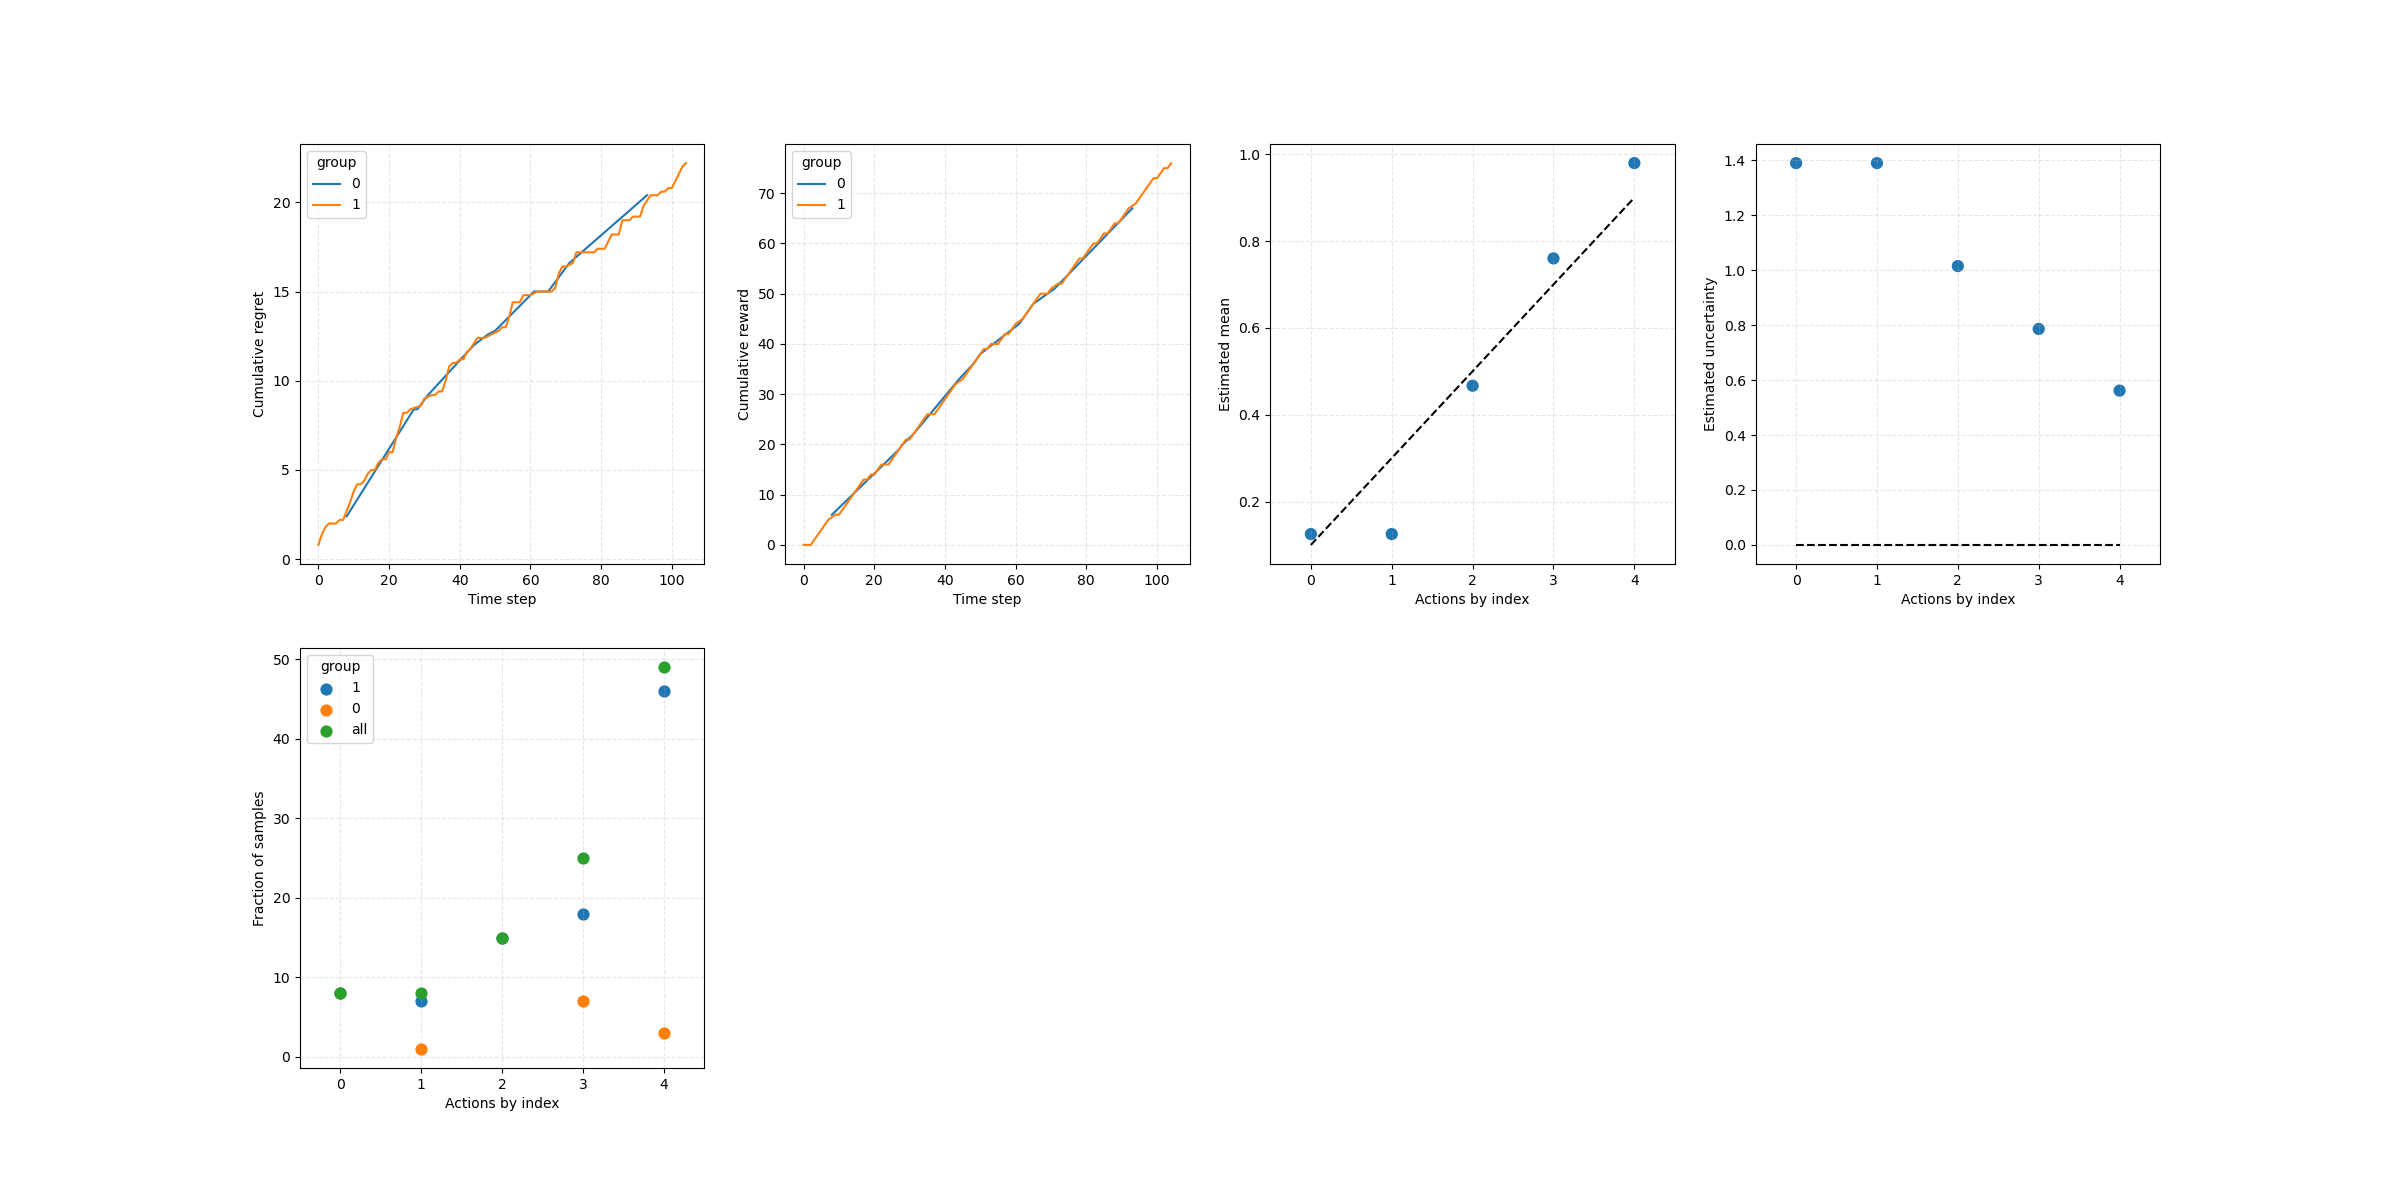 group
0
1
Cumulative regret
20
15
10
5
0
0 20 40 60 80 100
Time step
group
0
1
Cumulative reward
70
60
50
40
30
20
10
0
0 20 40 60 80 100
Time step
Estimated mean
1.0
0.8
0.6
0.4
0.2
0 1 2 3 4
Actions by index
Estimated uncertainty
1.4
1.2
1.0
0.8
0.6
0.4
0.2
0.0
0 1 2 3 4
Actions by index
group
1
0
all
Fraction of samples
50
40
30
20
10
0
0 1 2 3 4
Actions by index